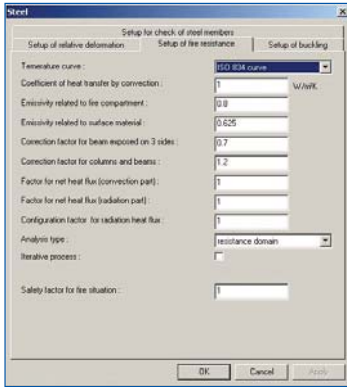 Steel
Setup for check of steel members
Setup of relative deformation Setup of fire resistance Setup of buckling
Temerature curve : ISO 834 curve
Coefficient of heat transfer by convection : 1 W/m²K
Emissivity related to fire compartment : 0.8
Emissivity related to surface material : 0.625
Correction factor for beam exposed on 3 sides : 0.7
Correction factor for columns and beams : 1.2
Factor for net heat flux (convection part) : 1
Factor for net heat flux (radiation part) : 1
Configuration factor for radiation heat flux : 1
Analysis type : resistance domain
Iterative process :
Safety factor for fire situation : 1
OK Cancel Apply